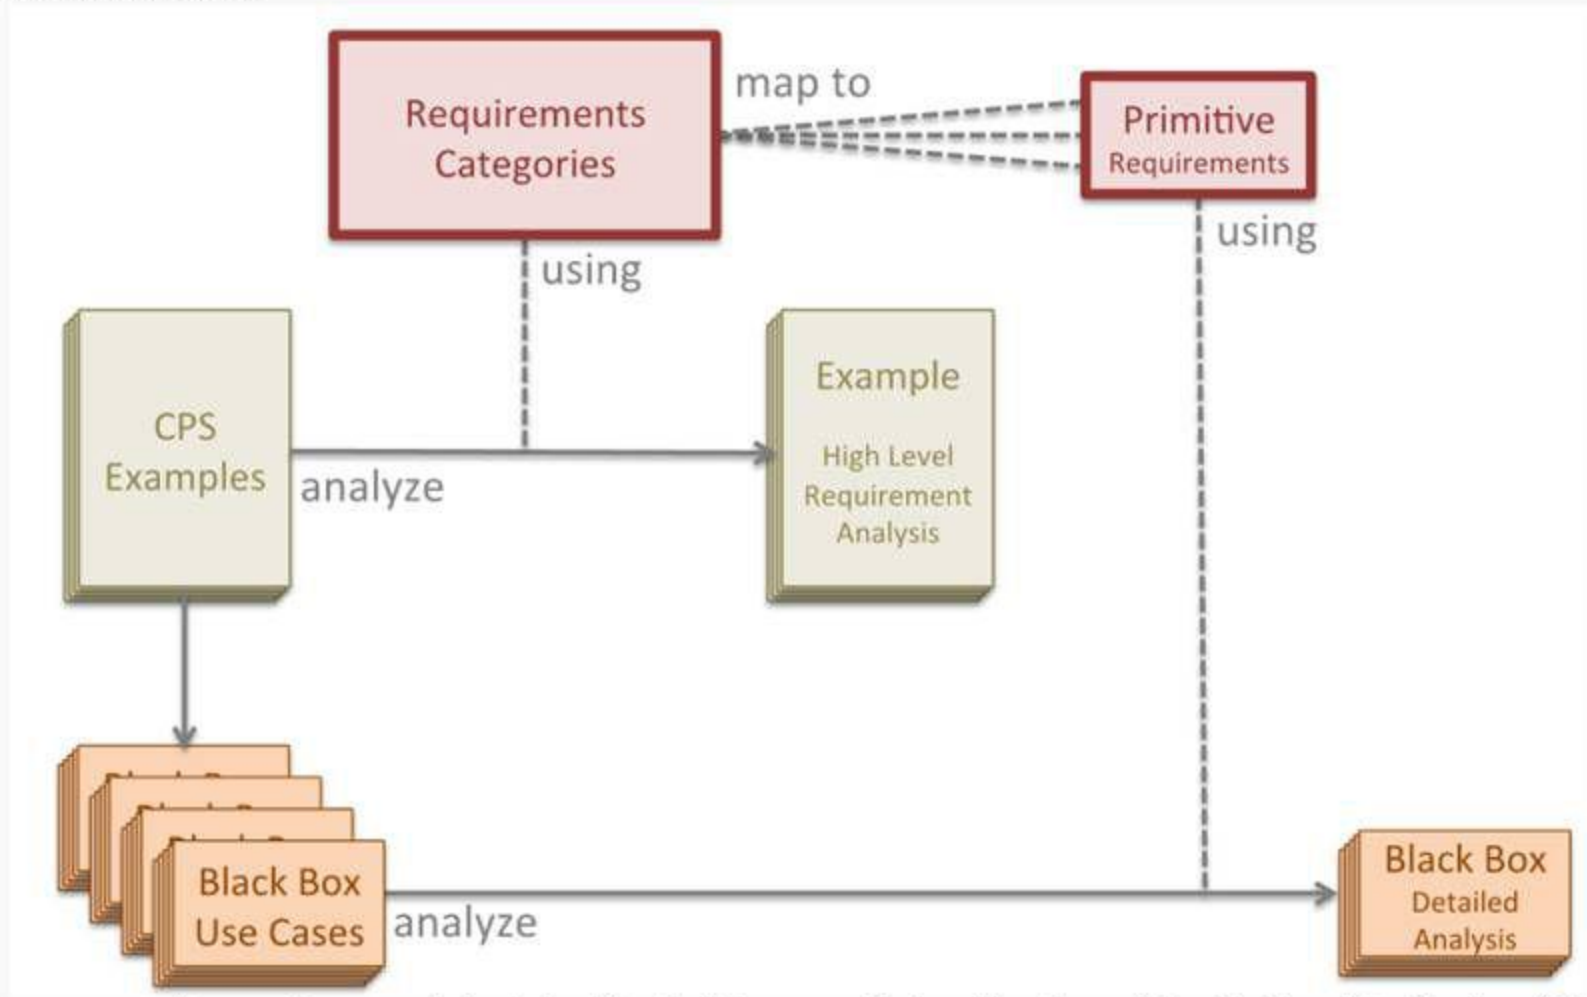 Requirements
Categories
map to
Primitive
Requirements
using
using
CPS
Examples
analyze
Example
High Level
Requirement
Analysis
Black Box
Use Cases
analyze
Black Box
Detailed
Analysis